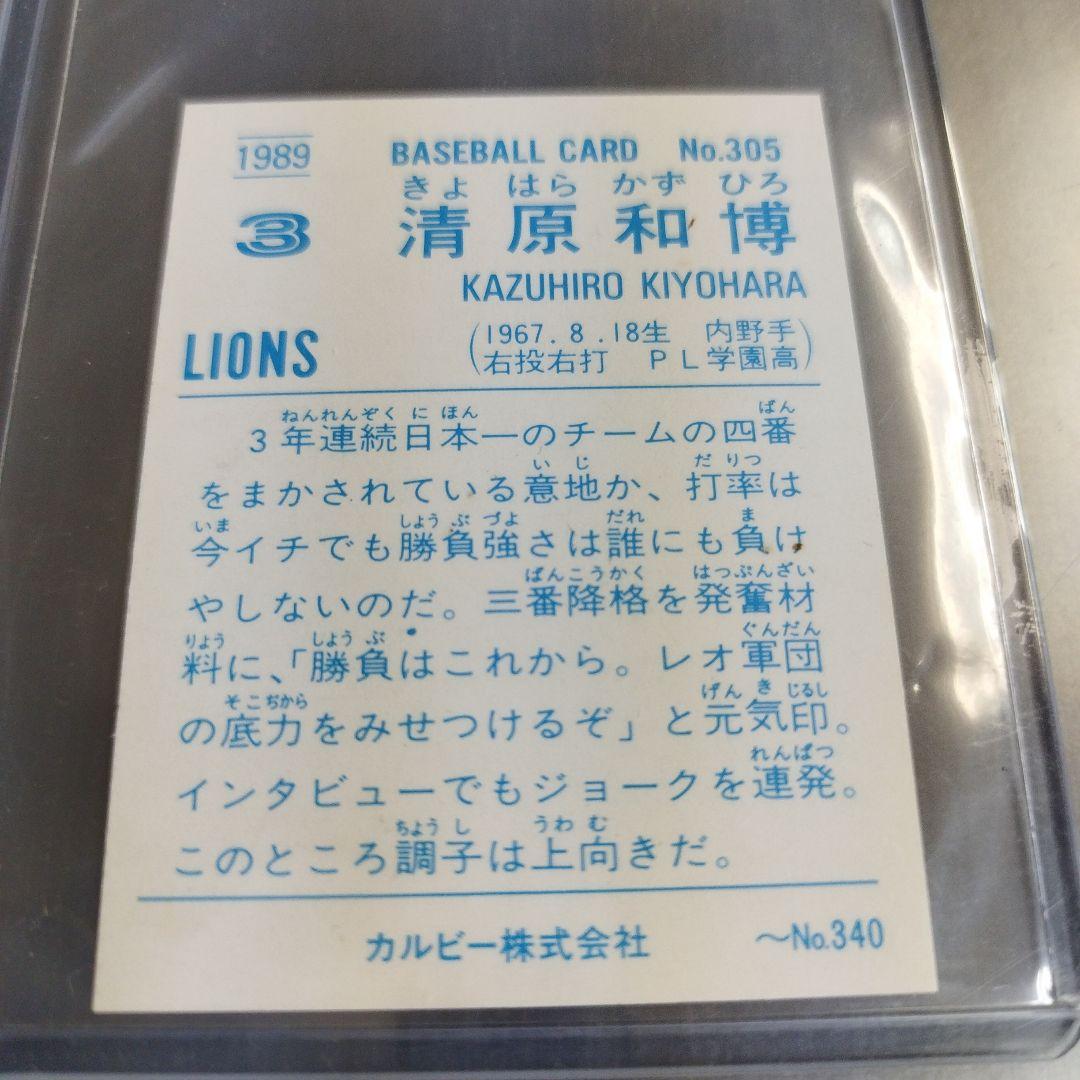 1989 BASEBALL CARD No.305
きよ はら かず ひろ
3 清原和博
KAZUHIRO KIYOHARA
LIONS
(1967.8.18生 内野手
右投右打 PL学園高)
ねんれんぞく に ほん ばん
3年連続日本一のチームの四番
い じ だ りつ
をまかされている意地か、打率は
いま しょう ぶ づよ だれ ま
今イチでも勝負強さは誰にも負け
ばんこうかく はっぷんざい
やしないのだ。三番降格を発奮材
りょう しょう ぶ ぐんだん
料に、「勝負はこれから。レオ軍団
そこぢから げん き じるし
の底力をみせつけるぞ」と元気印。
れんぱつ
インタビューでもジョークを連発。
ちょう し うわ む
このところ調子は上向きだ。
カルビー株式会社 〜No.340